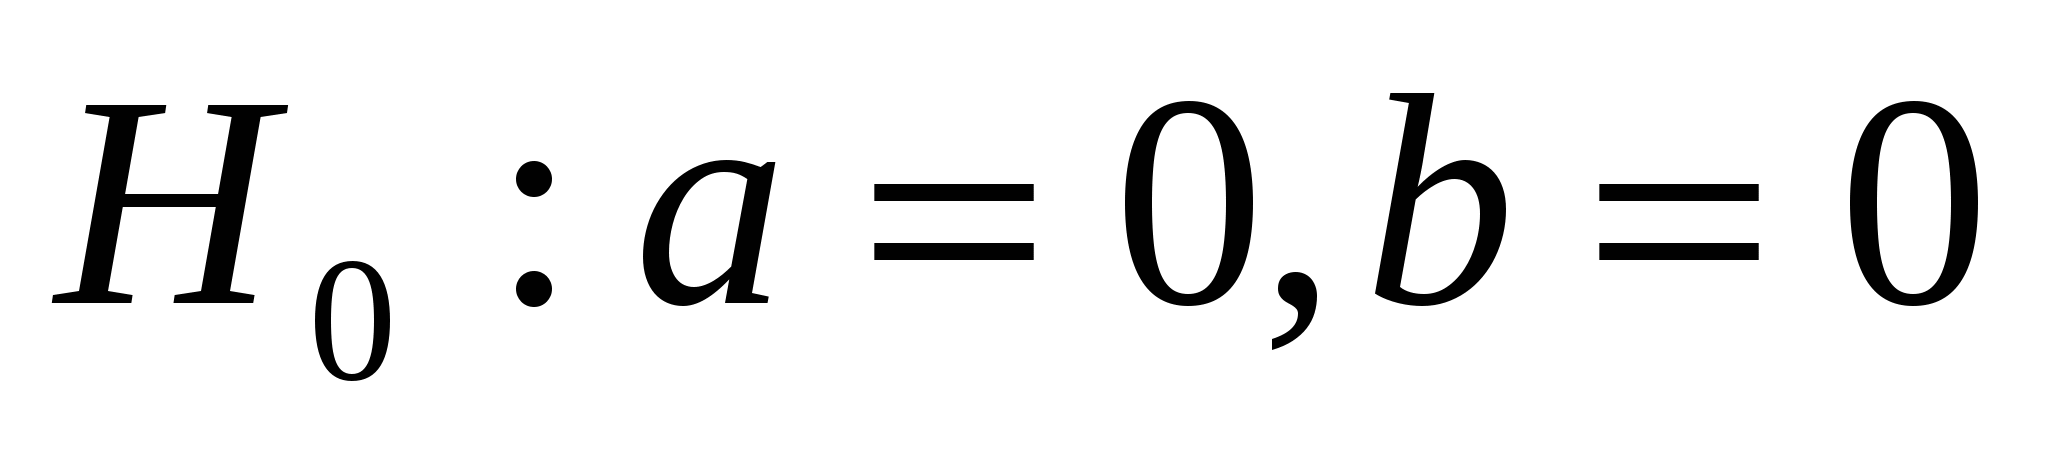 H₀ : a = 0, b = 0